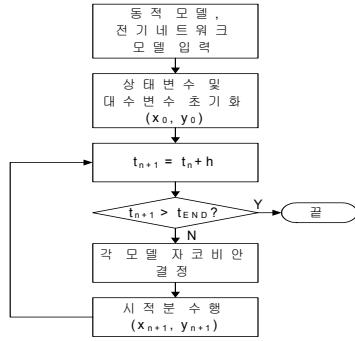 동적 모델,
전기네트워크
모델 입력
상태변수 및
대수변수 초기화
(x₀, y₀)
tₙ₊₁ = tₙ+ h
tₙ₊₁ > t_END?
Y
끝
N
각 모델 자코비안
결정
시적분 수행
(xₙ₊₁, yₙ₊₁)